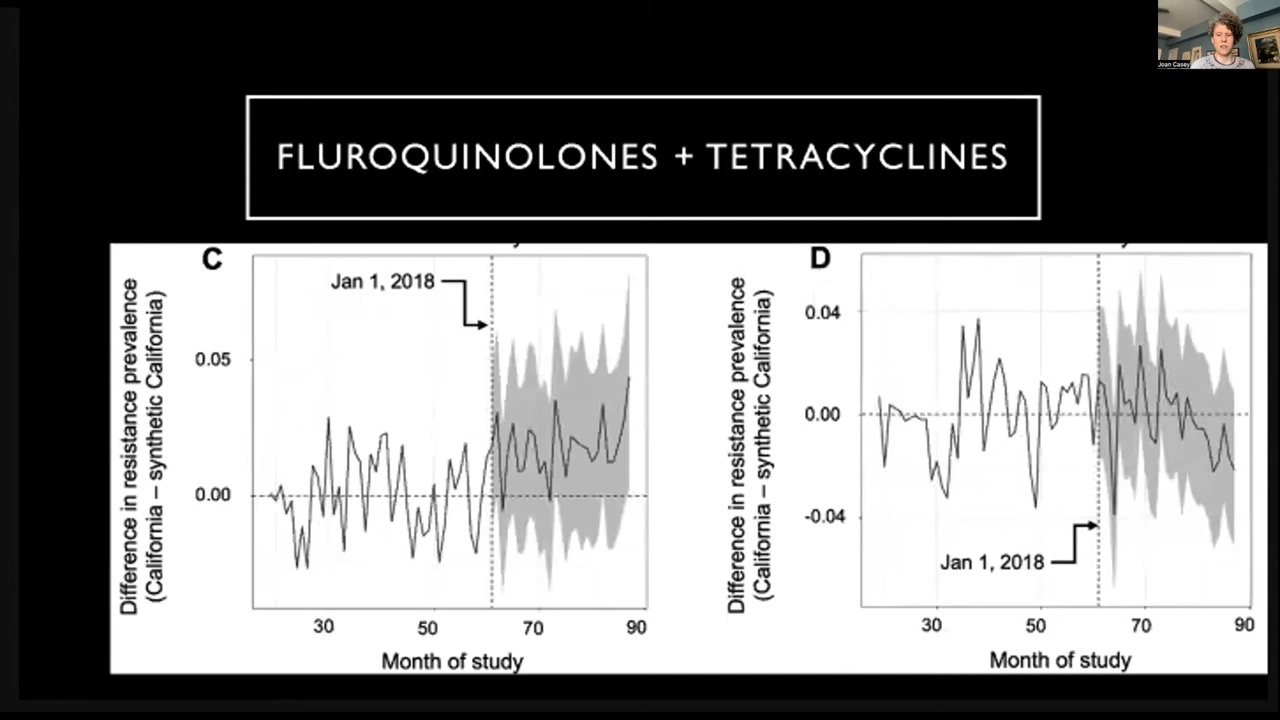 Joan Casey
FLUROQUINOLONES + TETRACYCLINES
C
Difference in resistance prevalence
(California – synthetic California)
Jan 1, 2018
0.05
0.00
30 50 70 90
Month of study
D
Difference in resistance prevalence
(California – synthetic California)
0.04
0.00
-0.04
Jan 1, 2018
30 50 70 90
Month of study